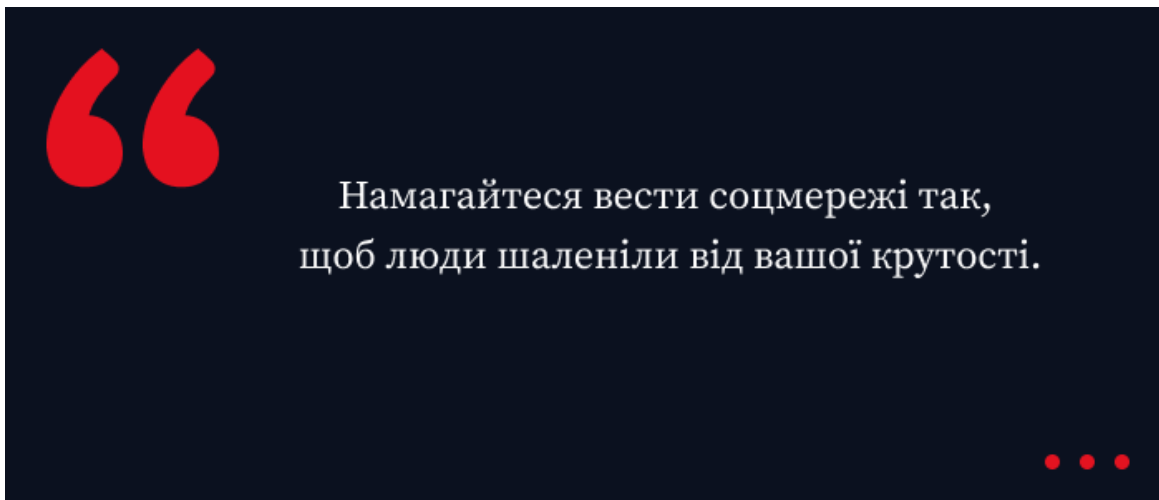 Намагайтеся вести соцмережі так,
щоб люди шаленіли від вашої крутості.